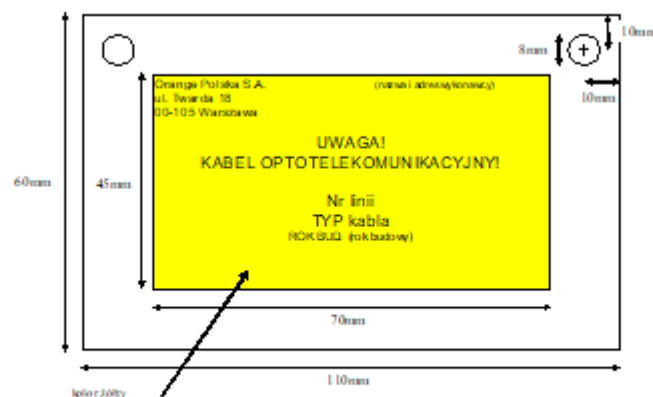 10mm
8mm
Orange Polska S.A. (nazwa i adres wykonawcy)
ul. Twarda 18
00-105 Warszawa
10mm
UWAGA!
KABEL OPTOTELEKOMUNIKACYJNY!
60mm
45mm
Nr linii
TYP kabla
ROK BUD. (rok budowy)
70mm
110mm
kolor żółty